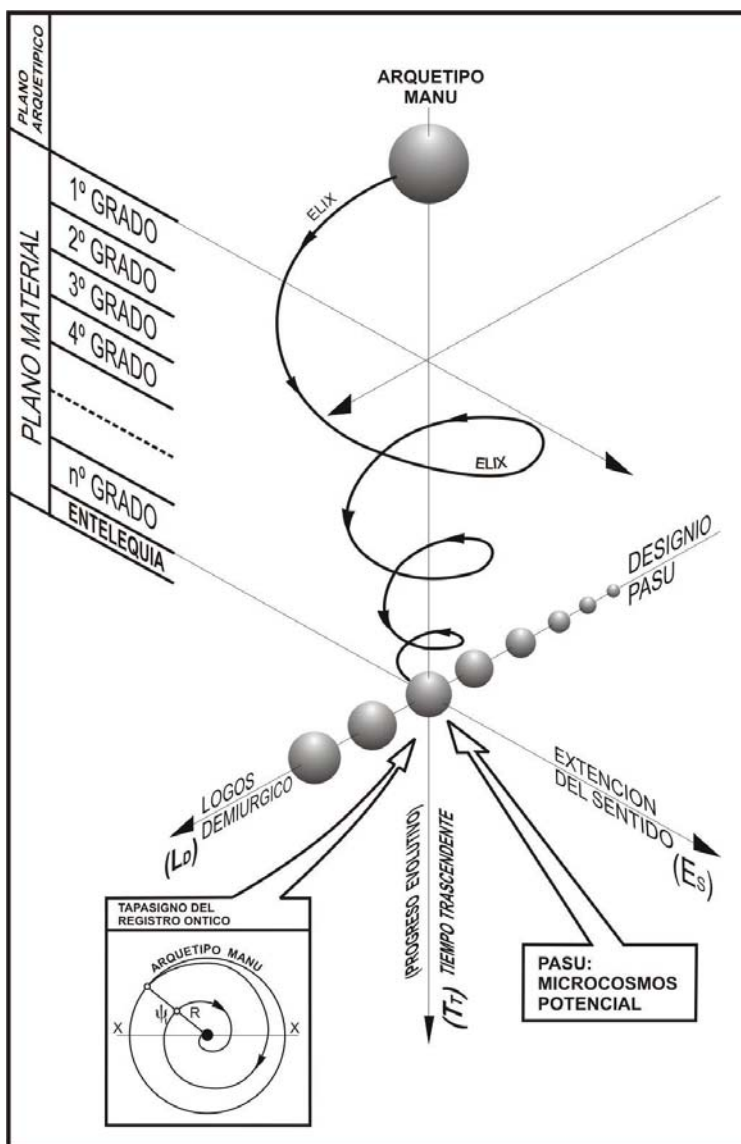 PLANO
ARQUETIPICO
PLANO MATERIAL
1º GRADO
2º GRADO
3º GRADO
4º GRADO
nº GRADO
ENTELEQUIA
ARQUETIPO
MANU
ELIX
ELIX
DESIGNIO
PASU
LOGOS
DEMIURGICO
(LD)
EXTENCION
DEL SENTIDO
(ES)
(PROGRESO EVOLUTIVO)
TIEMPO TRASCENDENTE
(TT)
TAPASIGNO DEL
REGISTRO ONTICO
ARQUETIPO MANU
ψ R
X X
PASU:
MICROCOSMOS
POTENCIAL